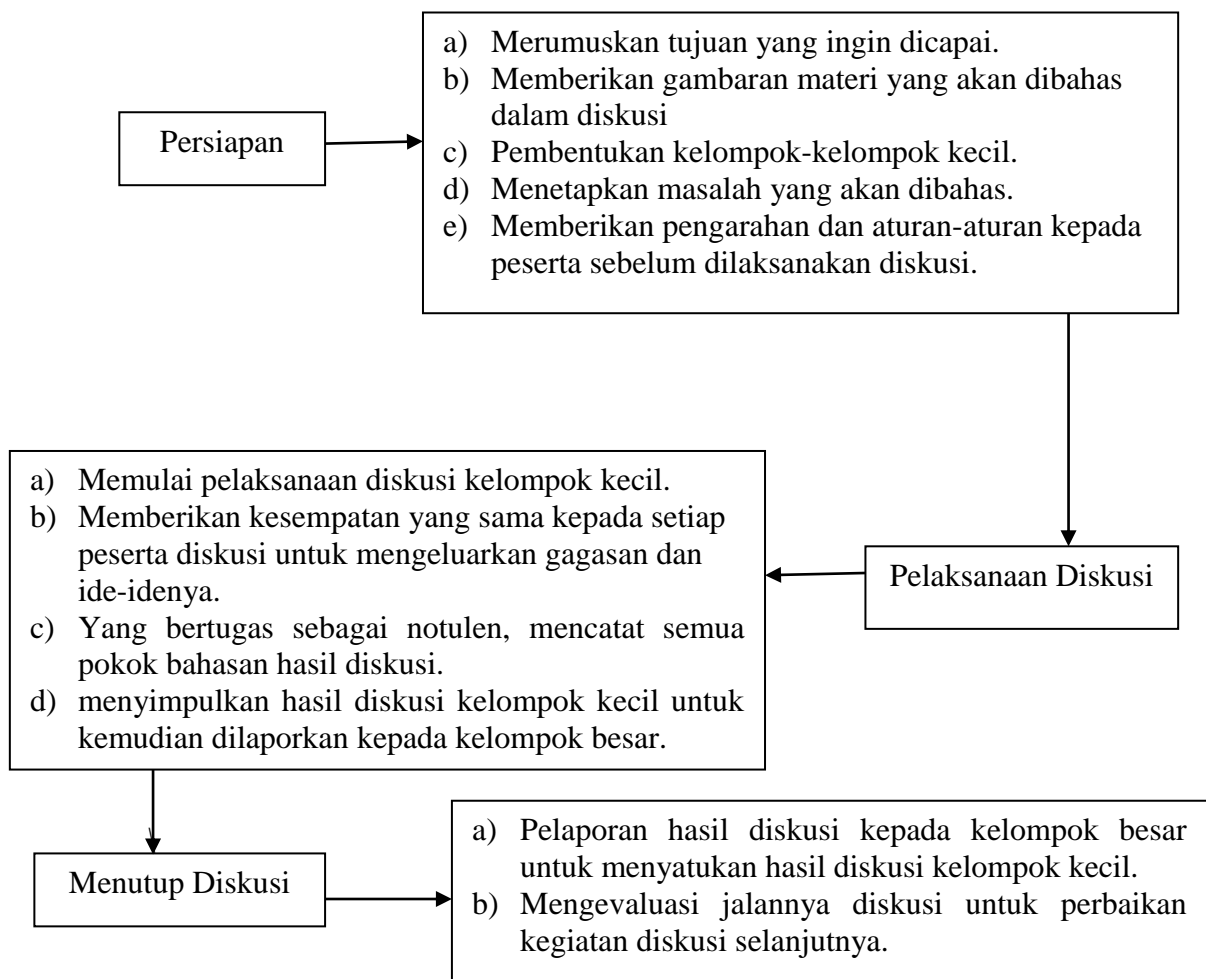 Persiapan
a) Merumuskan tujuan yang ingin dicapai.
b) Memberikan gambaran materi yang akan dibahas
dalam diskusi
c) Pembentukan kelompok-kelompok kecil.
d) Menetapkan masalah yang akan dibahas.
e) Memberikan pengarahan dan aturan-aturan kepada
peserta sebelum dilaksanakan diskusi.
Pelaksanaan Diskusi
a) Memulai pelaksanaan diskusi kelompok kecil.
b) Memberikan kesempatan yang sama kepada setiap
peserta diskusi untuk mengeluarkan gagasan dan
ide-idenya.
c) Yang bertugas sebagai notulen, mencatat semua
pokok bahasan hasil diskusi.
d) menyimpulkan hasil diskusi kelompok kecil untuk
kemudian dilaporkan kepada kelompok besar.
Menutup Diskusi
a) Pelaporan hasil diskusi kepada kelompok besar
untuk menyatukan hasil diskusi kelompok kecil.
b) Mengevaluasi jalannya diskusi untuk perbaikan
kegiatan diskusi selanjutnya.